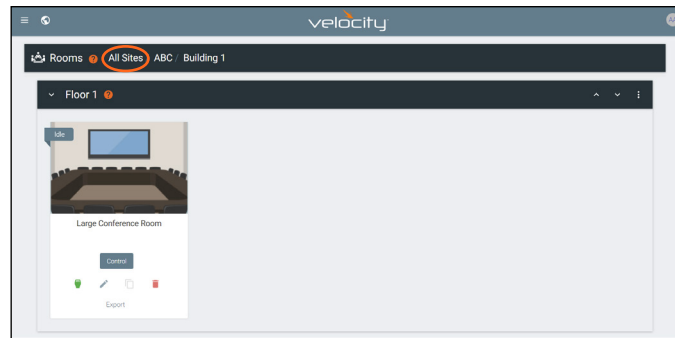 velocity
Rooms ? All Sites ABC / Building 1
Floor 1 ?
Idle
Large Conference Room
Control
Export